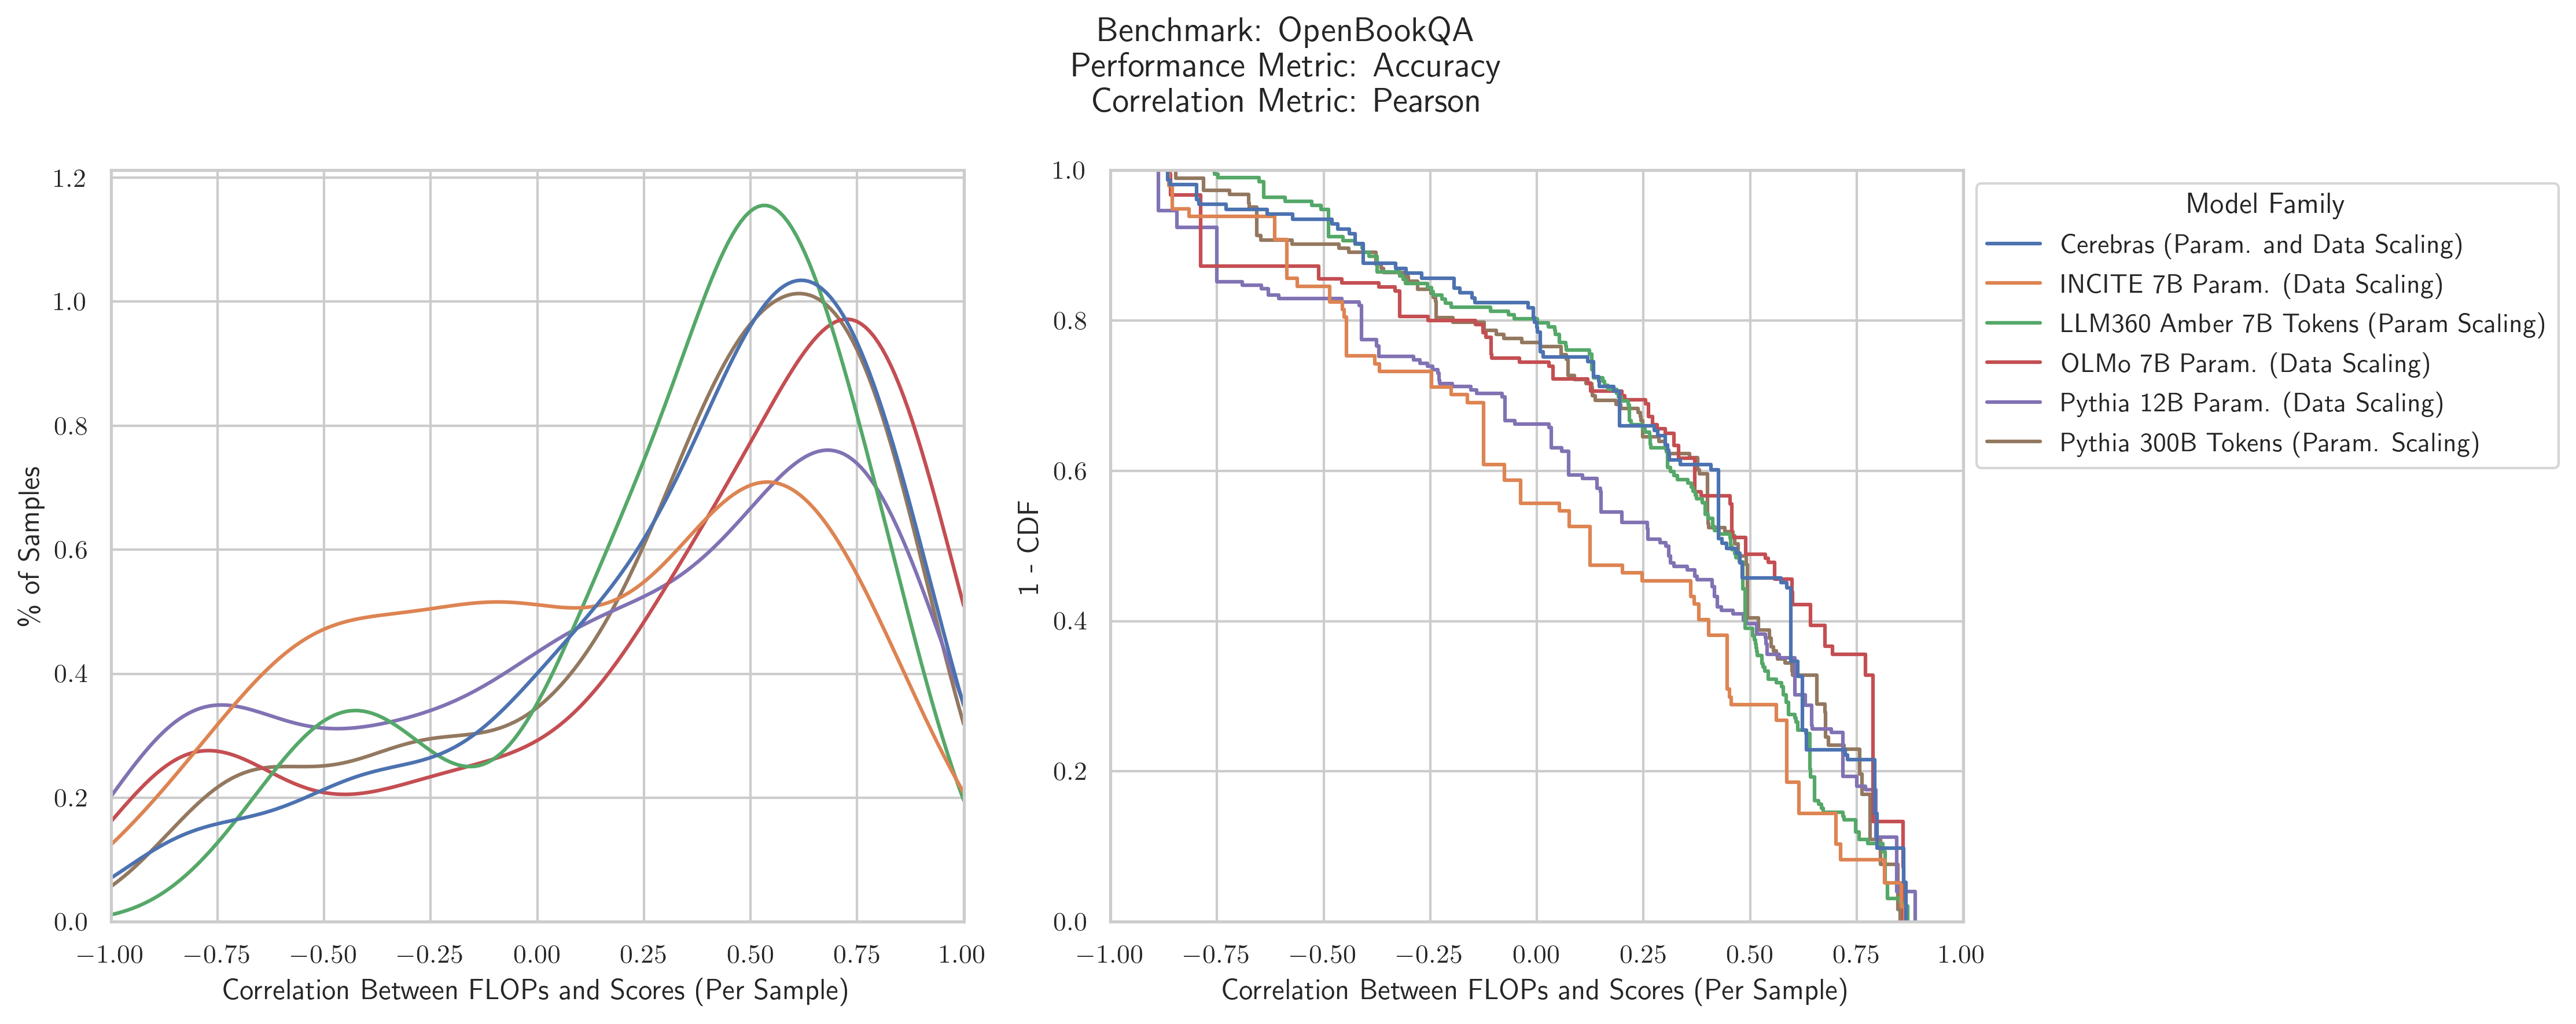 Benchmark: OpenBookQA
Performance Metric: Accuracy
Correlation Metric: Pearson
% of Samples
1.2
1.0
0.8
0.6
0.4
0.2
0.0
−1.00 −0.75 −0.50 −0.25 0.00 0.25 0.50 0.75 1.00
Correlation Between FLOPs and Scores (Per Sample)
1 - CDF
1.0
0.8
0.6
0.4
0.2
0.0
−1.00 −0.75 −0.50 −0.25 0.00 0.25 0.50 0.75 1.00
Correlation Between FLOPs and Scores (Per Sample)
Model Family
Cerebras (Param. and Data Scaling)
INCITE 7B Param. (Data Scaling)
LLM360 Amber 7B Tokens (Param Scaling)
OLMo 7B Param. (Data Scaling)
Pythia 12B Param. (Data Scaling)
Pythia 300B Tokens (Param. Scaling)